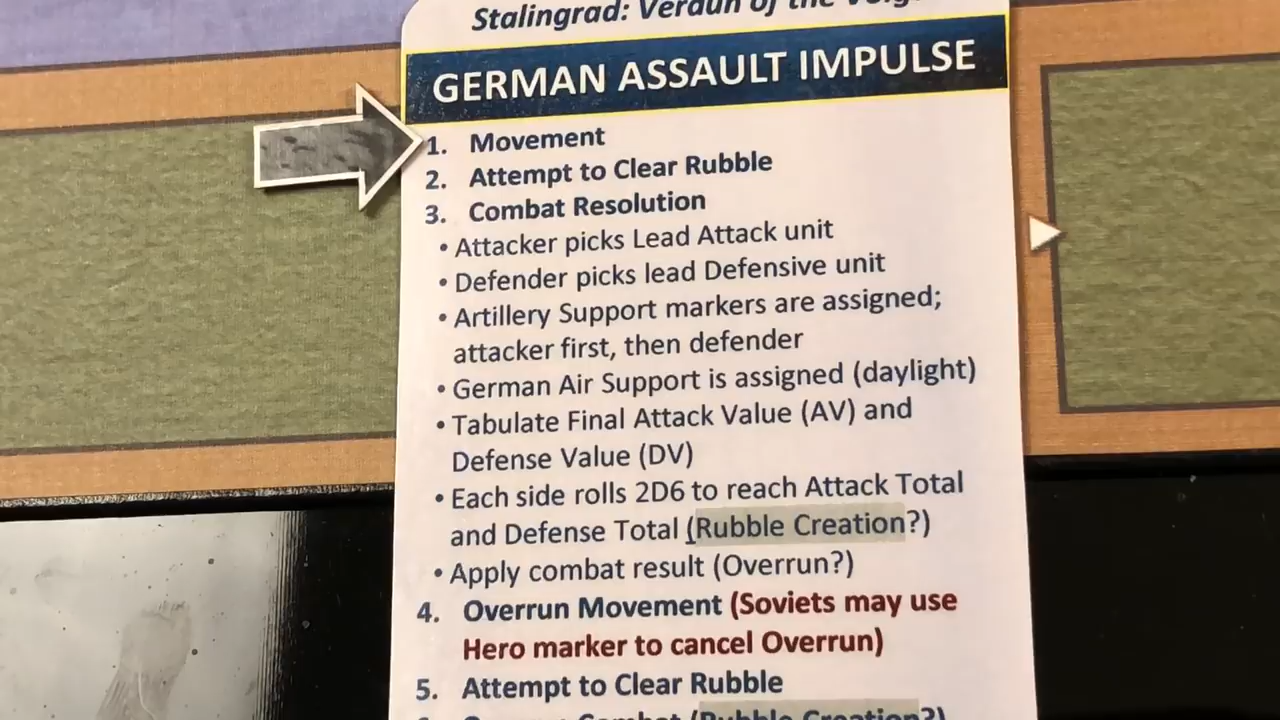 Stalingrad: Verdun of the
GERMAN ASSAULT IMPULSE
1. Movement
2. Attempt to Clear Rubble
3. Combat Resolution
• Attacker picks Lead Attack unit
• Defender picks lead Defensive unit
• Artillery Support markers are assigned;
attacker first, then defender
• German Air Support is assigned (daylight)
• Tabulate Final Attack Value (AV) and
Defense Value (DV)
• Each side rolls 2D6 to reach Attack Total
and Defense Total (Rubble Creation?)
• Apply combat result (Overrun?)
4. Overrun Movement (Soviets may use
Hero marker to cancel Overrun)
5. Attempt to Clear Rubble
Combat (Rubble Creation?)